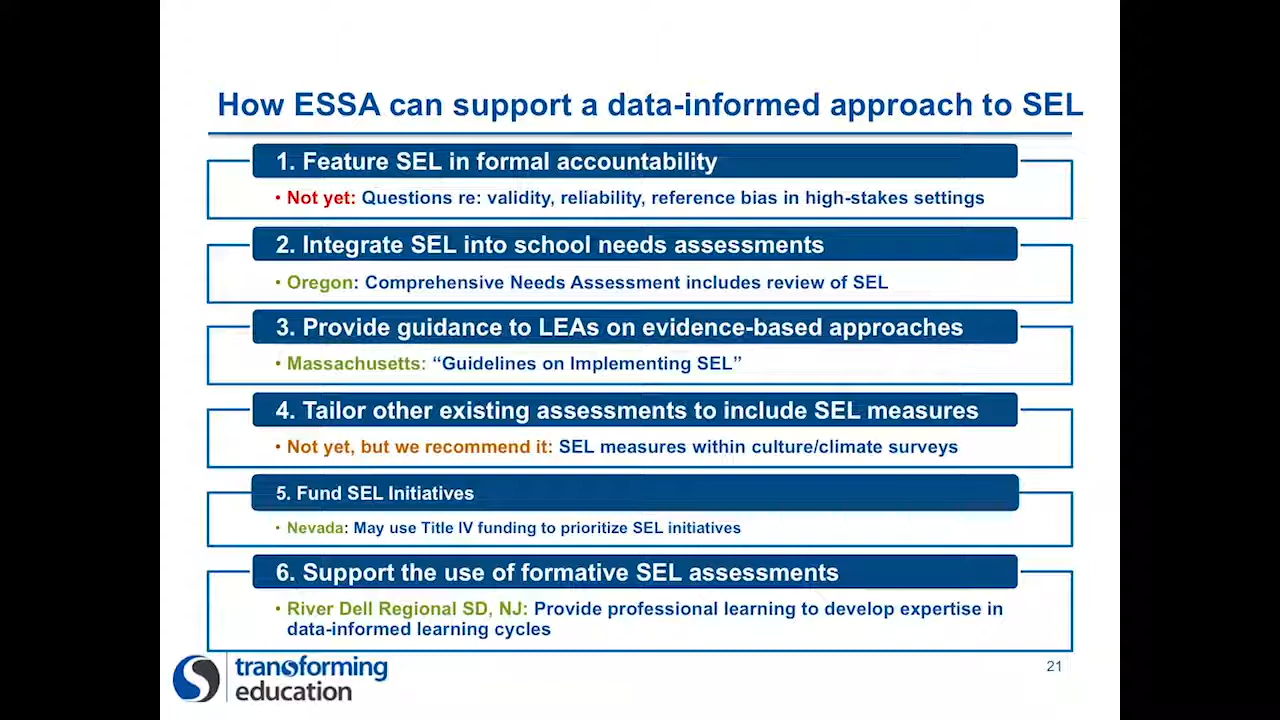 How ESSA can support a data-informed approach to SEL
1. Feature SEL in formal accountability
• Not yet: Questions re: validity, reliability, reference bias in high-stakes settings
2. Integrate SEL into school needs assessments
• Oregon: Comprehensive Needs Assessment includes review of SEL
3. Provide guidance to LEAs on evidence-based approaches
• Massachusetts: “Guidelines on Implementing SEL”
4. Tailor other existing assessments to include SEL measures
• Not yet, but we recommend it: SEL measures within culture/climate surveys
5. Fund SEL Initiatives
• Nevada: May use Title IV funding to prioritize SEL initiatives
6. Support the use of formative SEL assessments
• River Dell Regional SD, NJ: Provide professional learning to develop expertise in
data-informed learning cycles
transforming
education
21